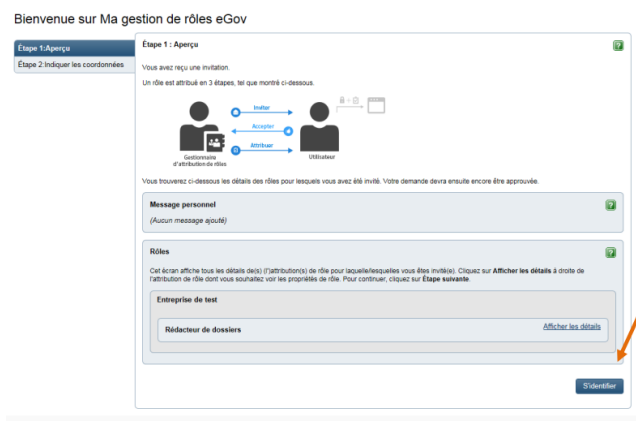 Bienvenue sur Ma gestion de rôles eGov
Étape 1:Aperçu
Étape 2:Indiquer les coordonnées
Étape 1 : Aperçu
Vous avez reçu une invitation.
Un rôle est attribué en 3 étapes, tel que montré ci-dessous.
Inviter
Accepter
Attribuer
Gestionnaire
d'attribution de rôles
Utilisateur
Vous trouverez ci-dessous les détails des rôles pour lesquels vous avez été invité. Votre demande devra ensuite encore être approuvée.
Message personnel
(Aucun message ajouté)
Rôles
Cet écran affiche tous les détails de(s) (l')attribution(s) de rôle pour laquelle/lesquelles vous êtes invité(e). Cliquez sur Afficher les détails à droite de
l'attribution de rôle dont vous souhaitez voir les propriétés de rôle. Pour continuer, cliquez sur Étape suivante.
Entreprise de test
Rédacteur de dossiers
Afficher les détails
S'identifier